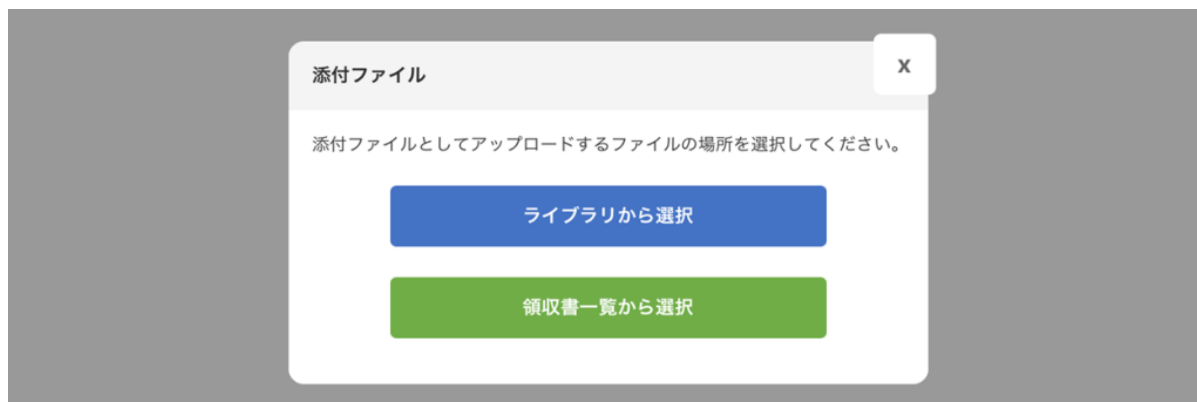 添付ファイル
x
添付ファイルとしてアップロードするファイルの場所を選択してください。
ライブラリから選択
領収書一覧から選択